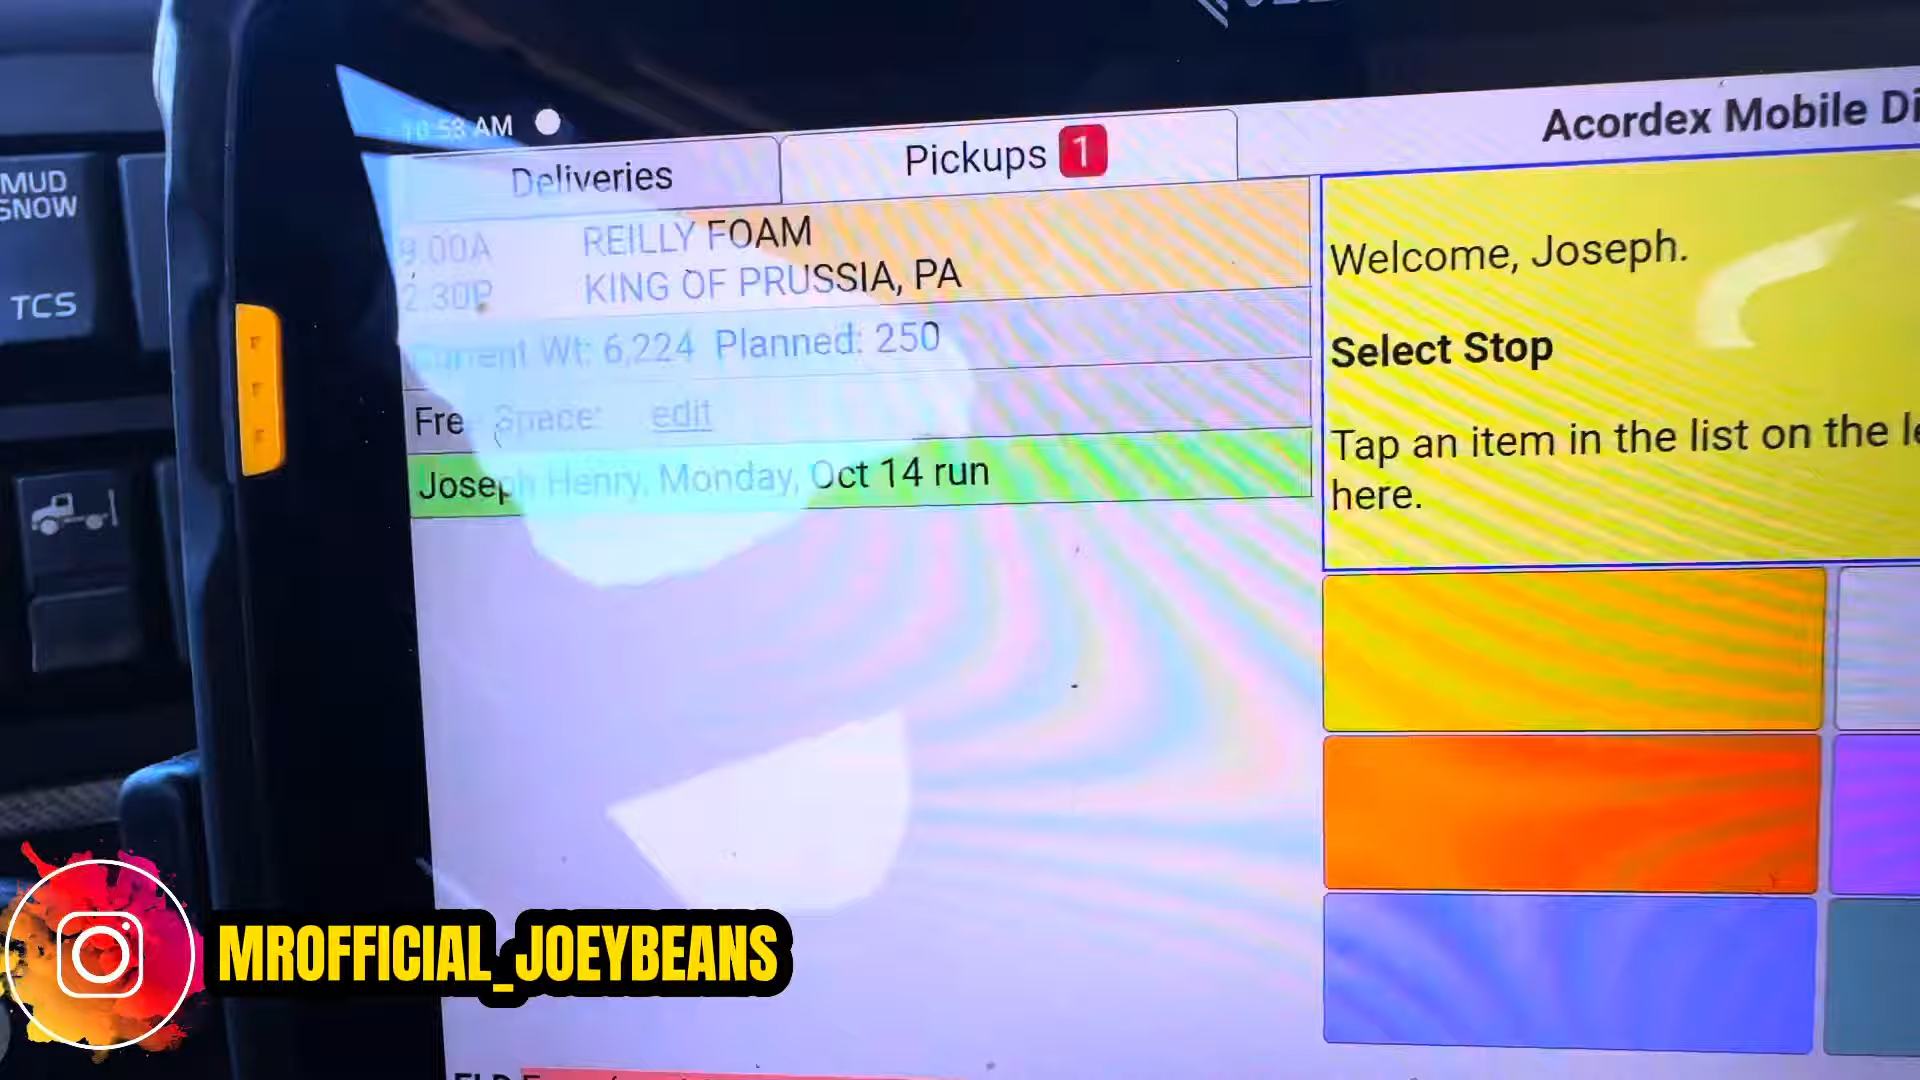 MUD
SNOW
TCS
10:53 AM
Deliveries
Pickups 1
Acordex Mobile Di
9:00A REILLY FOAM
2:30P KING OF PRUSSIA, PA
Current Wt: 6,224 Planned: 250
Free Space: edit
Joseph Henry, Monday, Oct 14 run
Welcome, Joseph.
Select Stop
Tap an item in the list on the le
here.
MROFFICIAL_JOEYBEANS